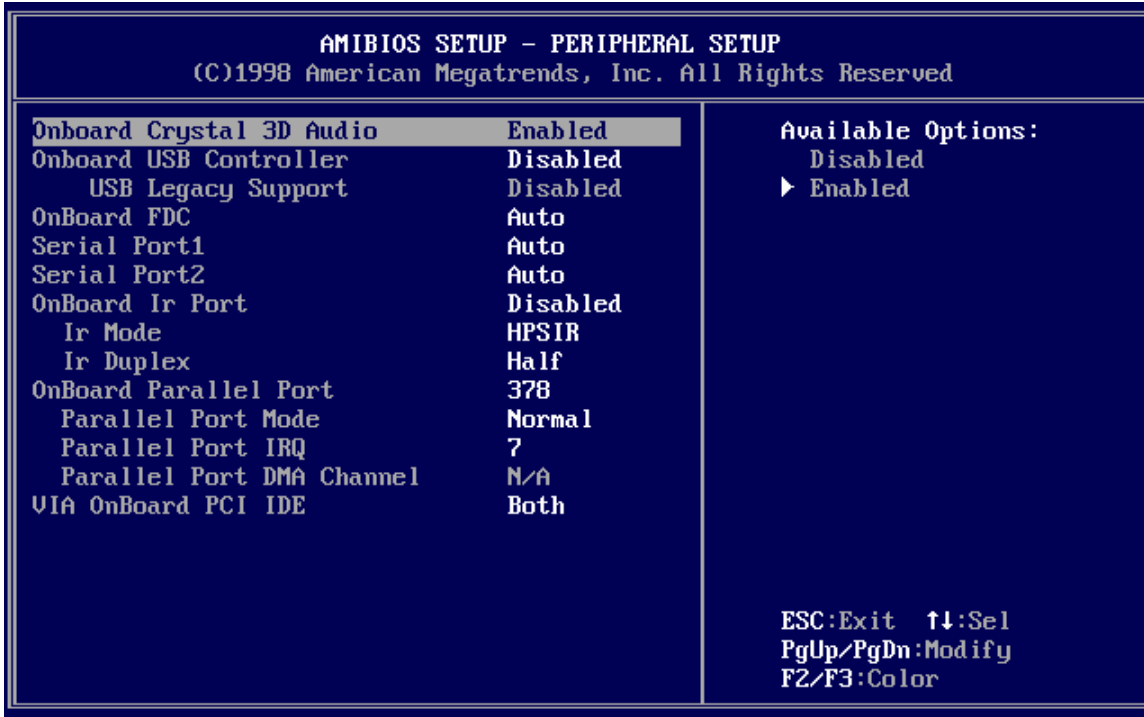 AMIBIOS SETUP - PERIPHERAL SETUP
(C)1998 American Megatrends, Inc. All Rights Reserved
Onboard Crystal 3D Audio Enabled
Onboard USB Controller Disabled
USB Legacy Support Disabled
OnBoard FDC Auto
Serial Port1 Auto
Serial Port2 Auto
OnBoard Ir Port Disabled
Ir Mode HPSIR
Ir Duplex Half
OnBoard Parallel Port 378
Parallel Port Mode Normal
Parallel Port IRQ 7
Parallel Port DMA Channel N/A
VIA OnBoard PCI IDE Both
Available Options:
Disabled
▶ Enabled
ESC:Exit ↑↓:Sel
PgUp/PgDn:Modify
F2/F3:Color